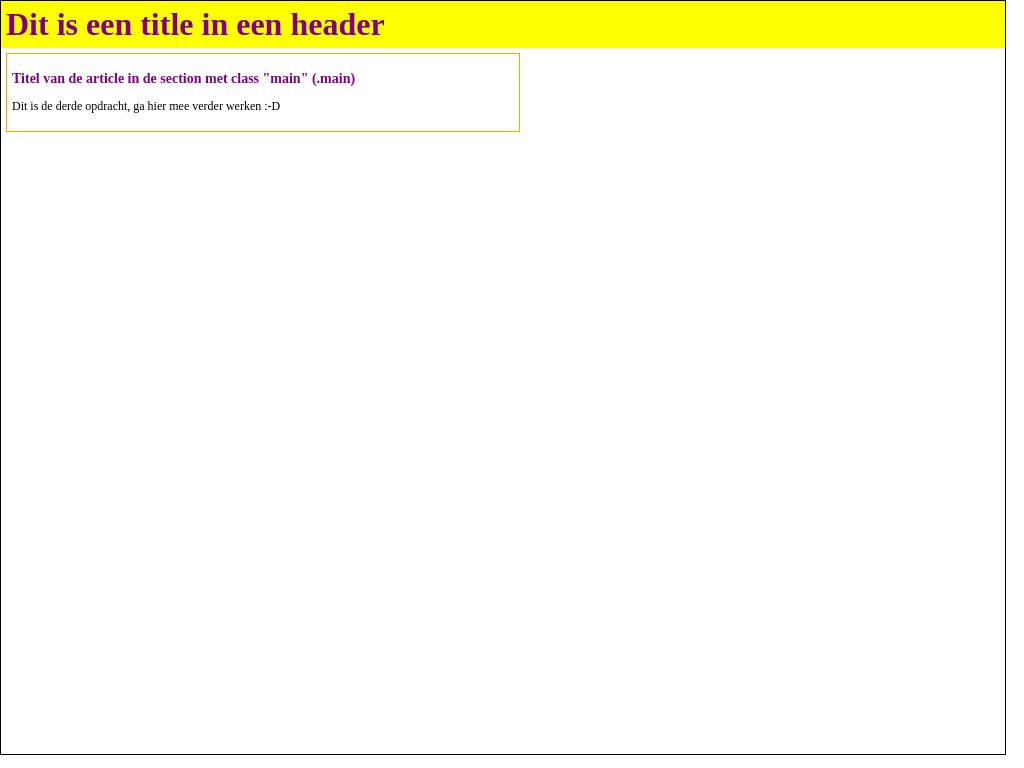 Dit is een title in een header
Titel van de article in de section met class "main" (.main)
Dit is de derde opdracht, ga hier mee verder werken :-D